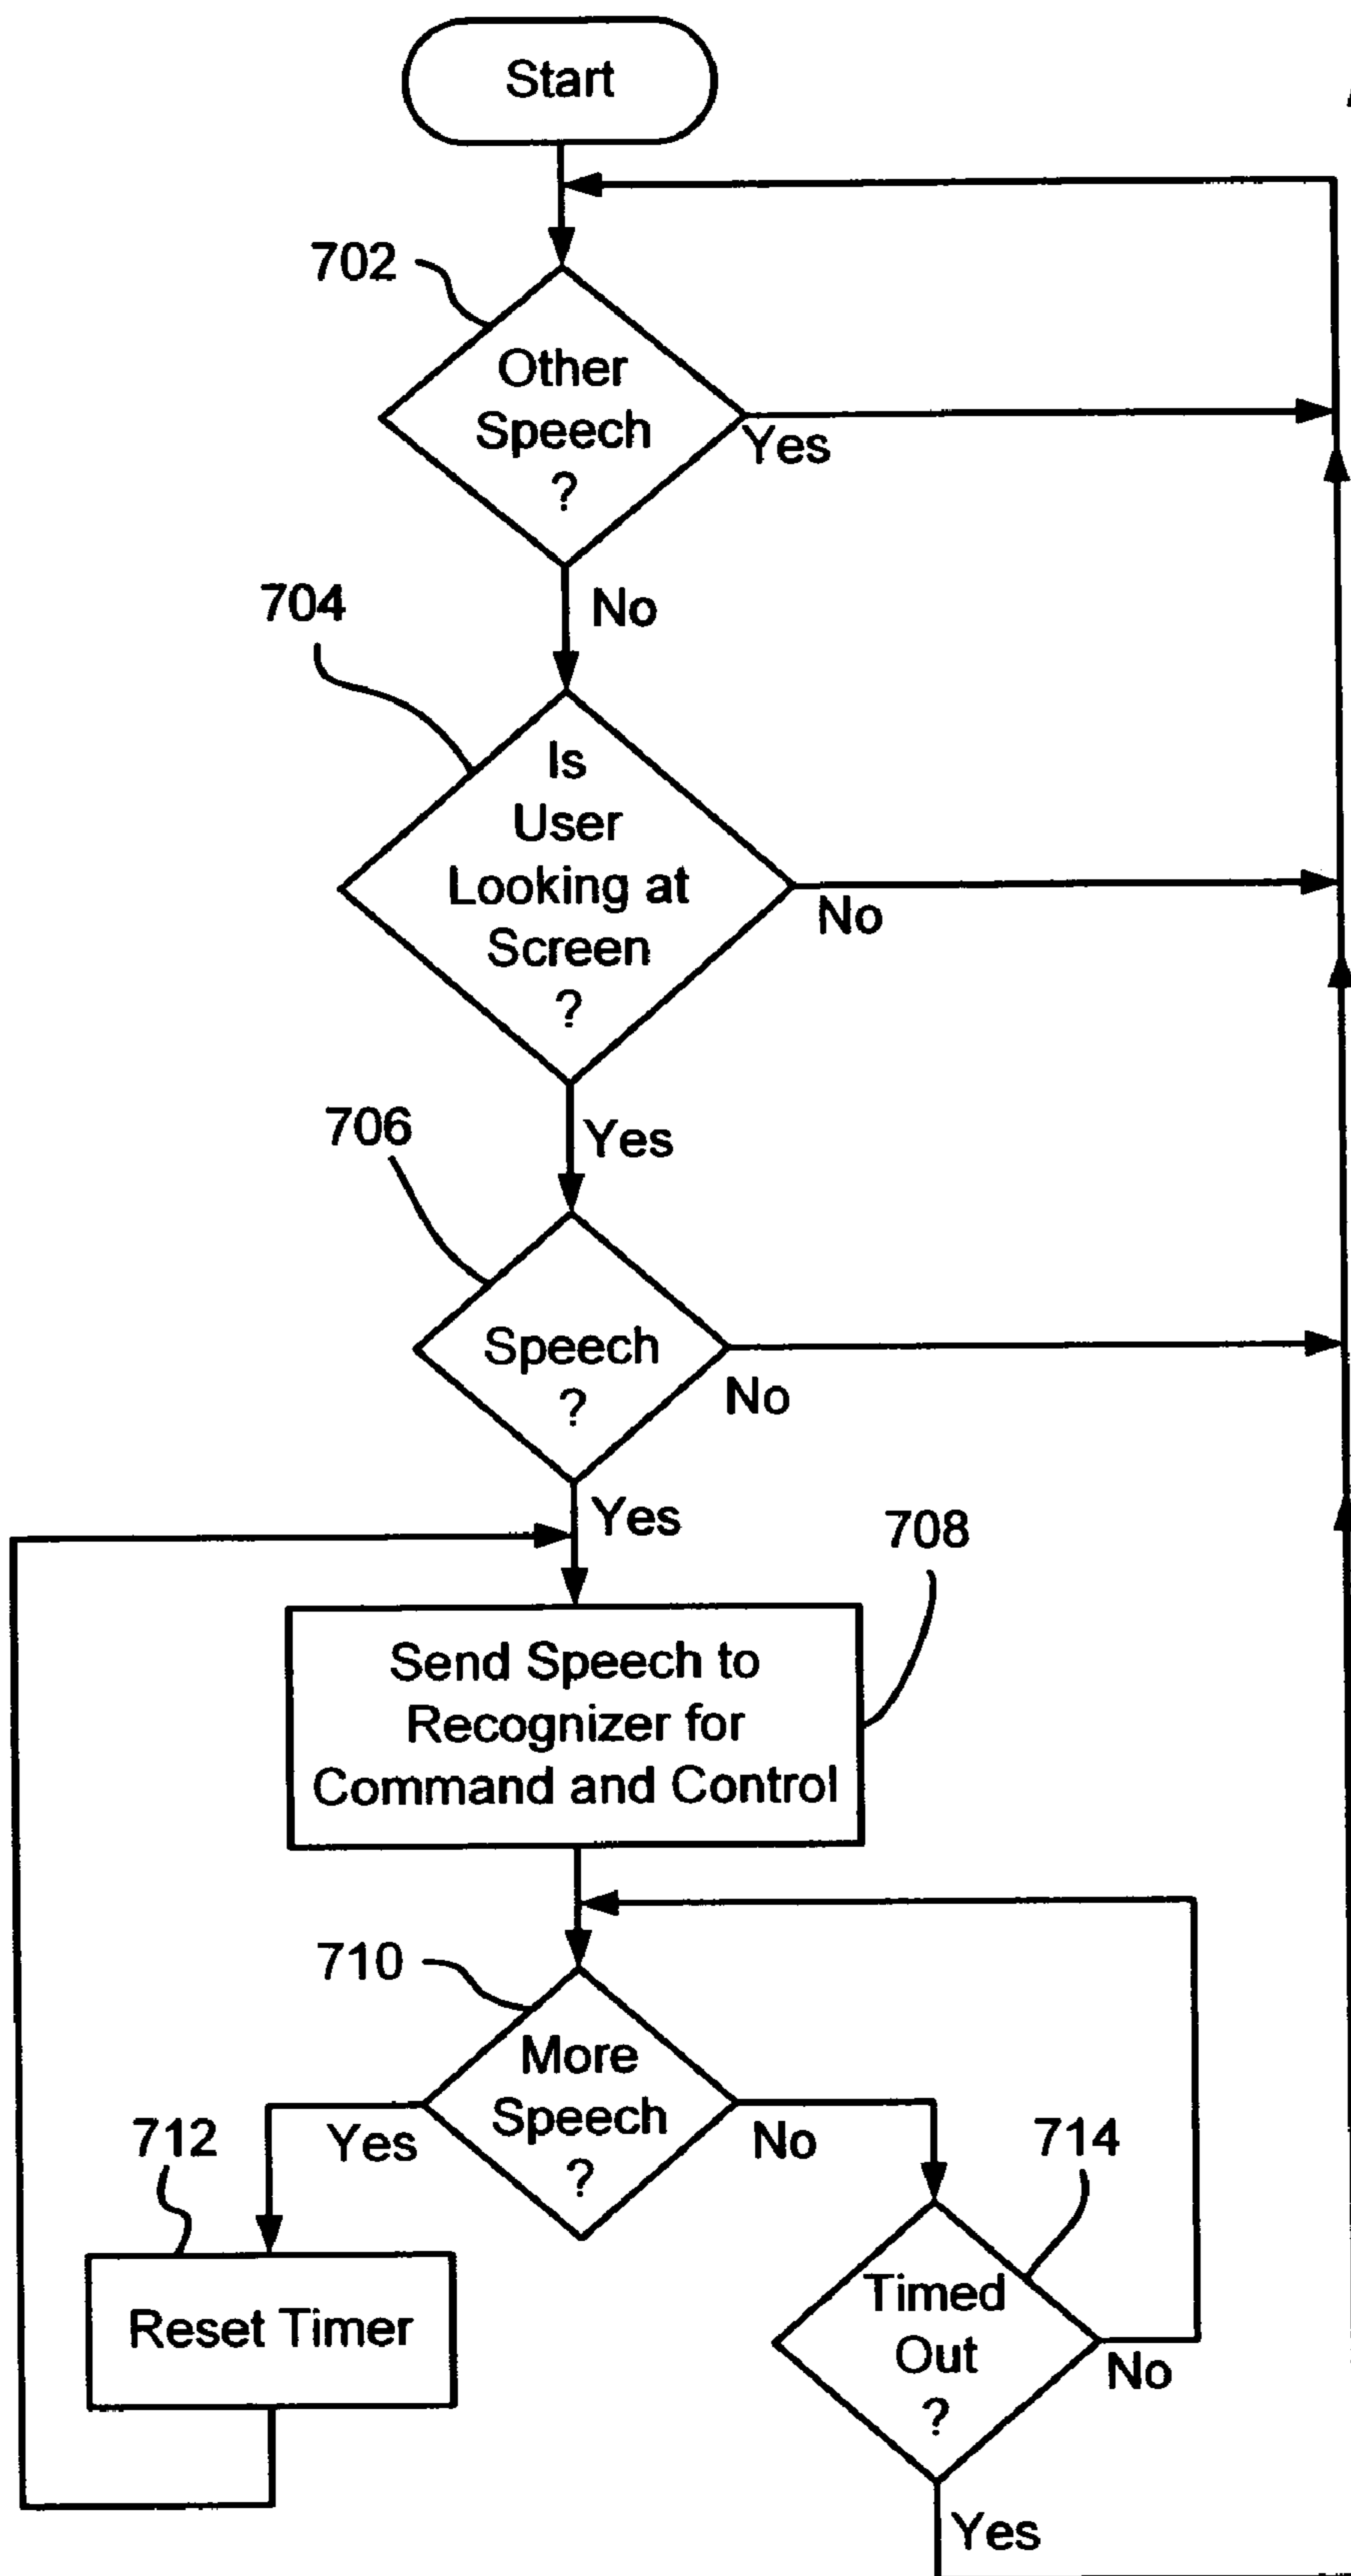 Start
702
Other
Speech
?
Yes
No
704
Is
User
Looking at
Screen
?
No
Yes
706
Speech
?
No
Yes
708
Send Speech to
Recognizer for
Command and Control
710
More
Speech
?
Yes
No
712
Reset Timer
714
Timed
Out
?
No
Yes